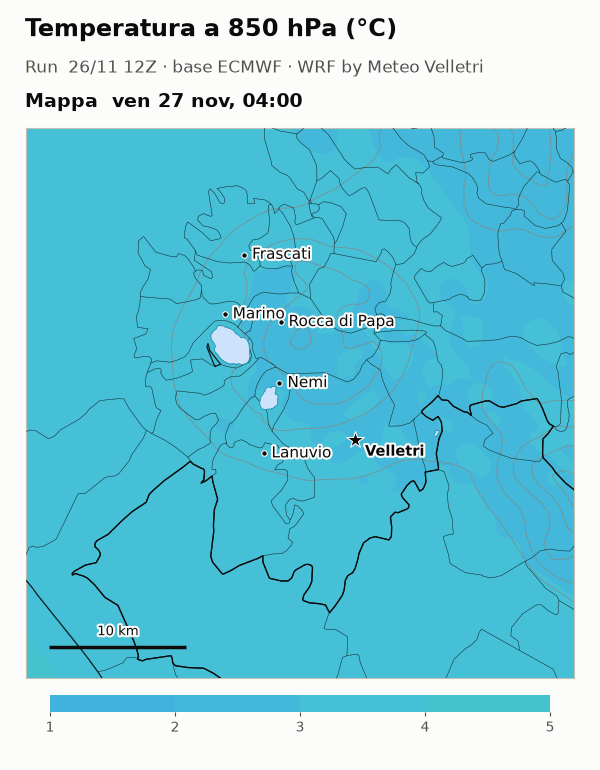 Temperatura a 850 hPa (°C)
Run  26/11 12Z · base ECMWF · WRF by Meteo Velletri
Mappa  ven 27 nov, 04:00
Frascati
Marino
Rocca di Papa
Nemi
Velletri
Lanuvio
10 km
1 2 3 4 5